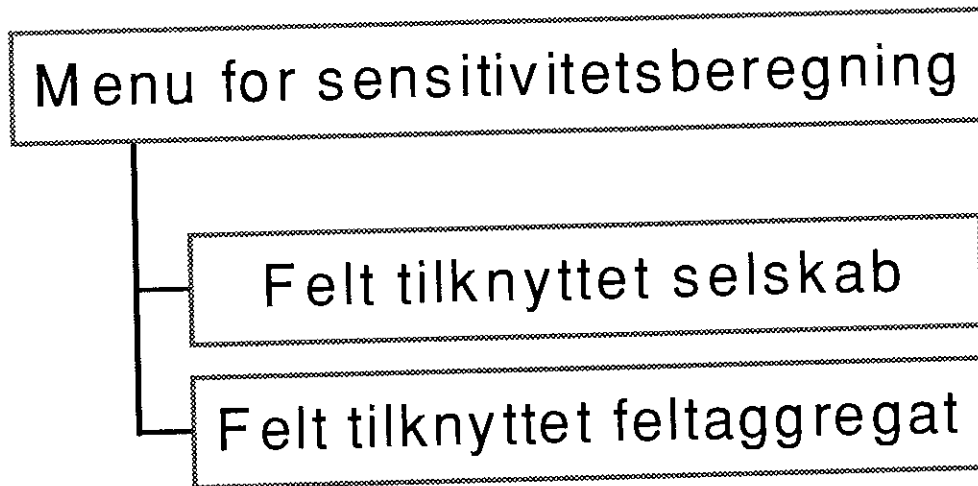 Menu for sensitivitetsberegning
Felt tilknyttet selskab
Felt tilknyttet feltaggregat